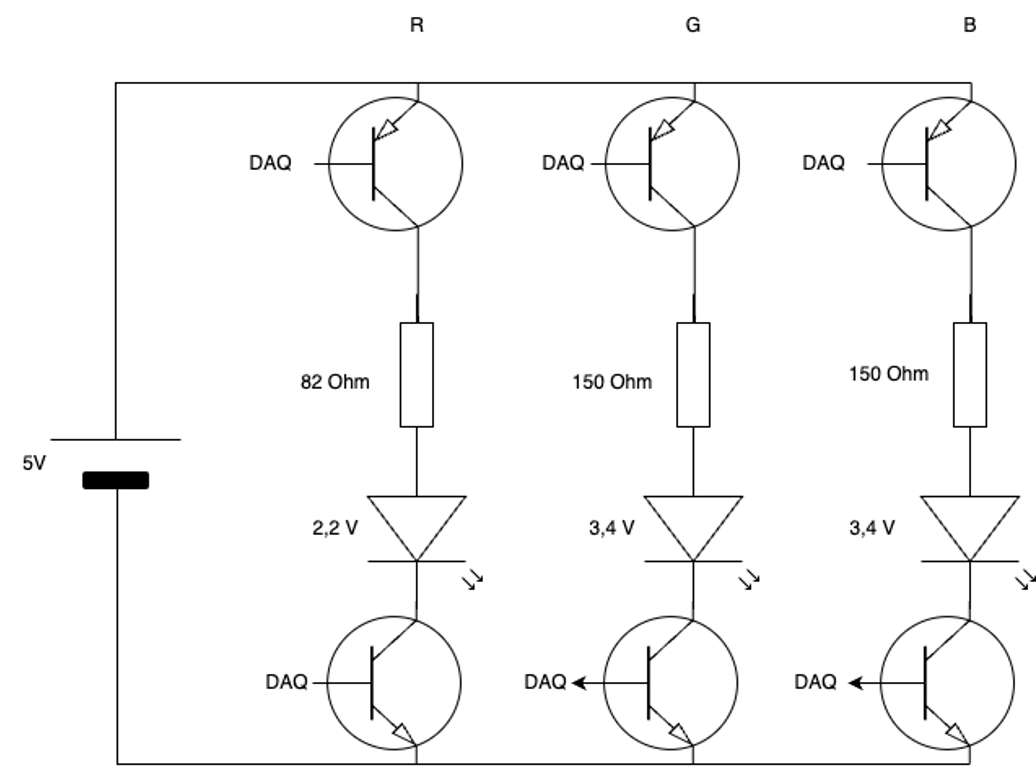 R G B
DAQ DAQ DAQ
82 Ohm 150 Ohm 150 Ohm
5V
2,2 V 3,4 V 3,4 V
DAQ DAQ DAQ